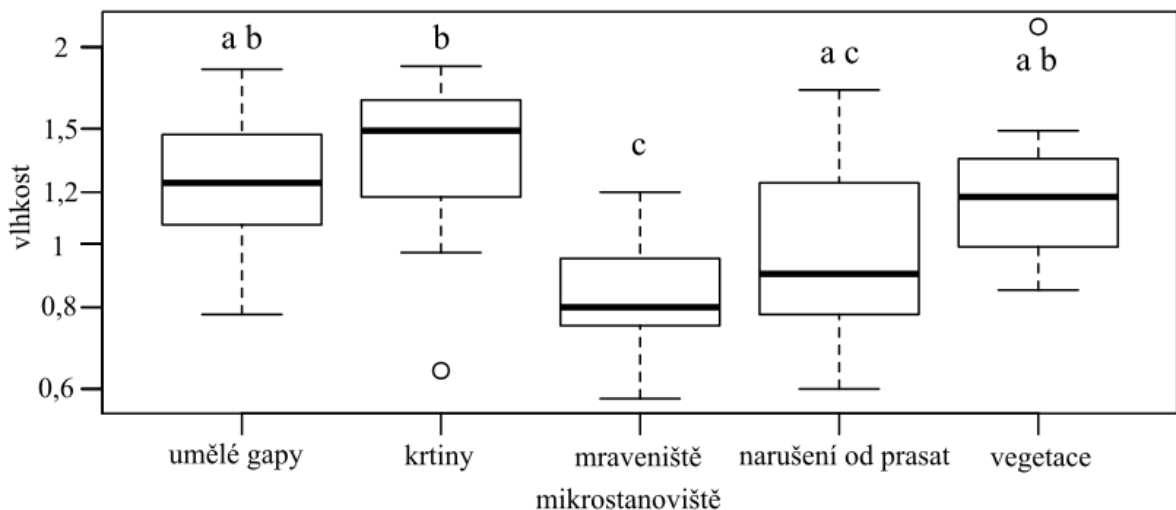 2
1,5
1,2
1
0,8
0,6
vlhkost
a b
b
c
a c
a b
umělé gapy
krtiny
mraveniště
narušení od prasat
vegetace
mikrostanoviště